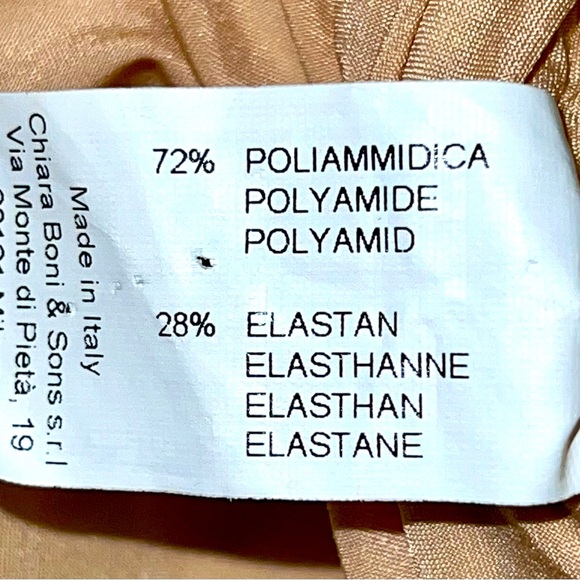 72% POLIAMMIDICA
POLYAMIDE
POLYAMID
28% ELASTAN
ELASTHANNE
ELASTHAN
ELASTANE
Made in Italy
Chiara Boni & Sons s.r.l
Via Monte di Pietà, 19